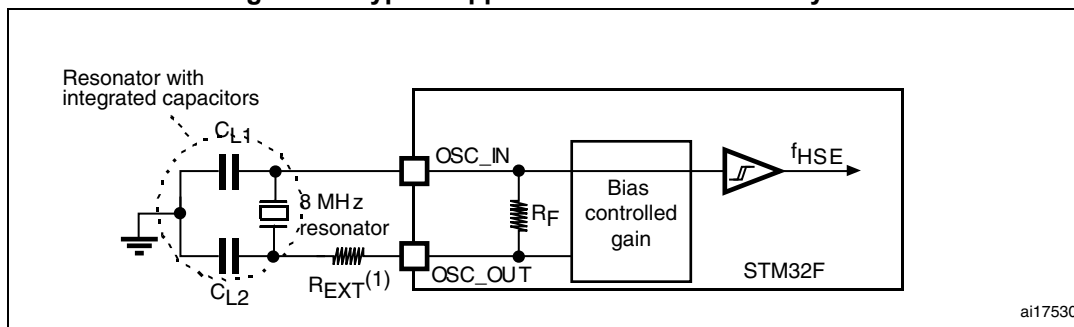 Resonator with
integrated capacitors
CL1
OSC_IN
fHSE
8 MHz
resonator
RF
Bias
controlled
gain
CL2
REXT(1)
OSC_OUT
STM32F
ai17530